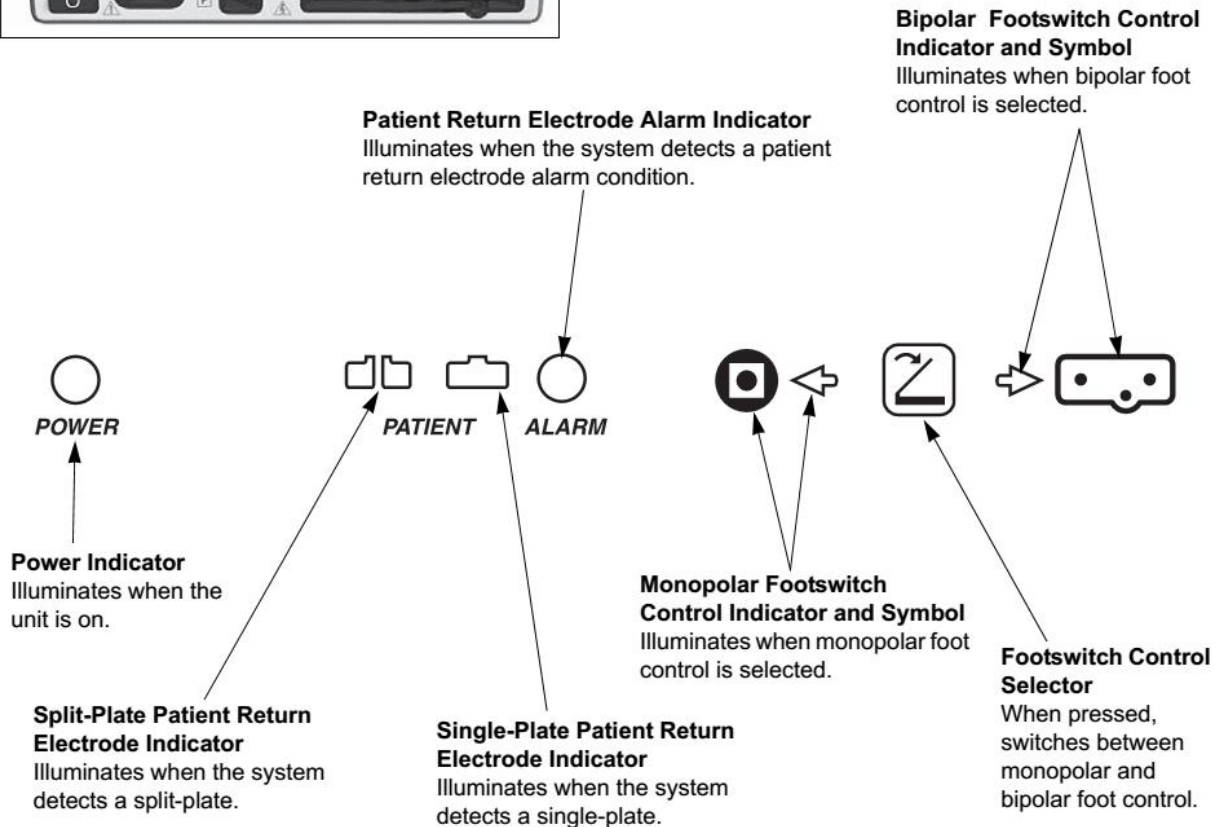 Bipolar Footswitch Control
Indicator and Symbol
Illuminates when bipolar foot
control is selected.
Patient Return Electrode Alarm Indicator
Illuminates when the system detects a patient
return electrode alarm condition.
POWER
PATIENT
ALARM
Power Indicator
Illuminates when the
unit is on.
Monopolar Footswitch
Control Indicator and Symbol
Illuminates when monopolar foot
control is selected.
Footswitch Control
Selector
When pressed,
switches between
monopolar and
bipolar foot control.
Split-Plate Patient Return
Electrode Indicator
Illuminates when the system
detects a split-plate.
Single-Plate Patient Return
Electrode Indicator
Illuminates when the system
detects a single-plate.